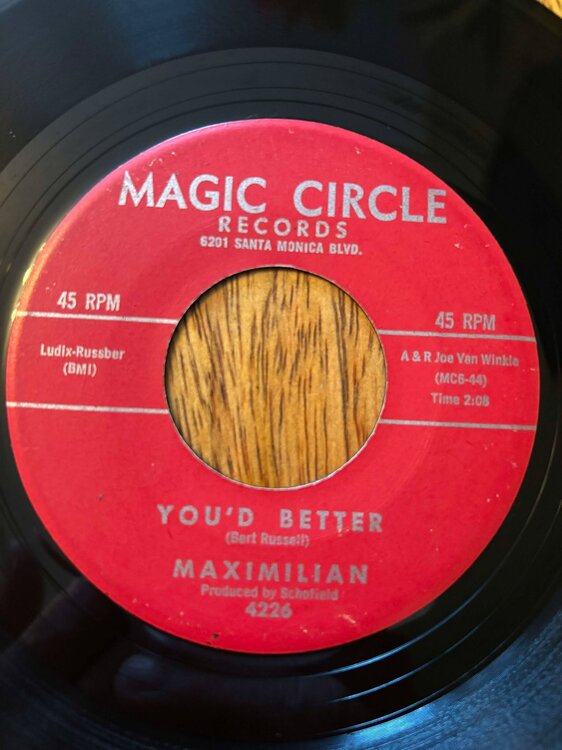 MAGIC CIRCLE
RECORDS
6201 SANTA MONICA BLVD.
45 RPM
Ludix-Russber
(BMI)
45 RPM
A & R Joe Van Winkle
(MC6-44)
Time 2:08
YOU'D BETTER
(Bert Russell)
MAXIMILIAN
Produced by Schofield
4226